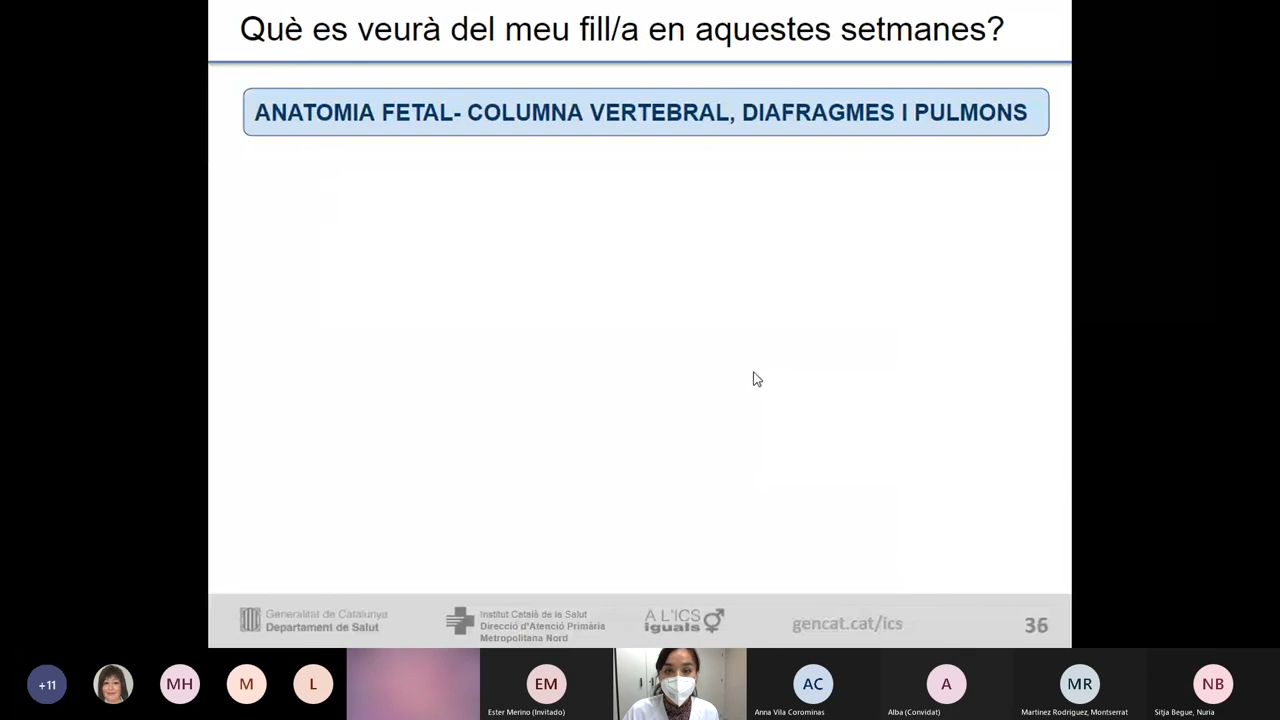 Què es veurà del meu fill/a en aquestes setmanes?
ANATOMIA FETAL- COLUMNA VERTEBRAL, DIAFRAGMES I PULMONS
Generalitat de Catalunya
Departament de Salut
Institut Català de la Salut
Direcció d'Atenció Primària
Metropolitana Nord
A L'ICS
iguals
gencat.cat/ics
36
+11
MH
M
L
EM
AC
A
MR
NB
Ester Merino (Invitado)
Anna Vila Corominas
Alba (Convidat)
Martinez Rodriguez, Montserrat
Sitja Begue, Nuria